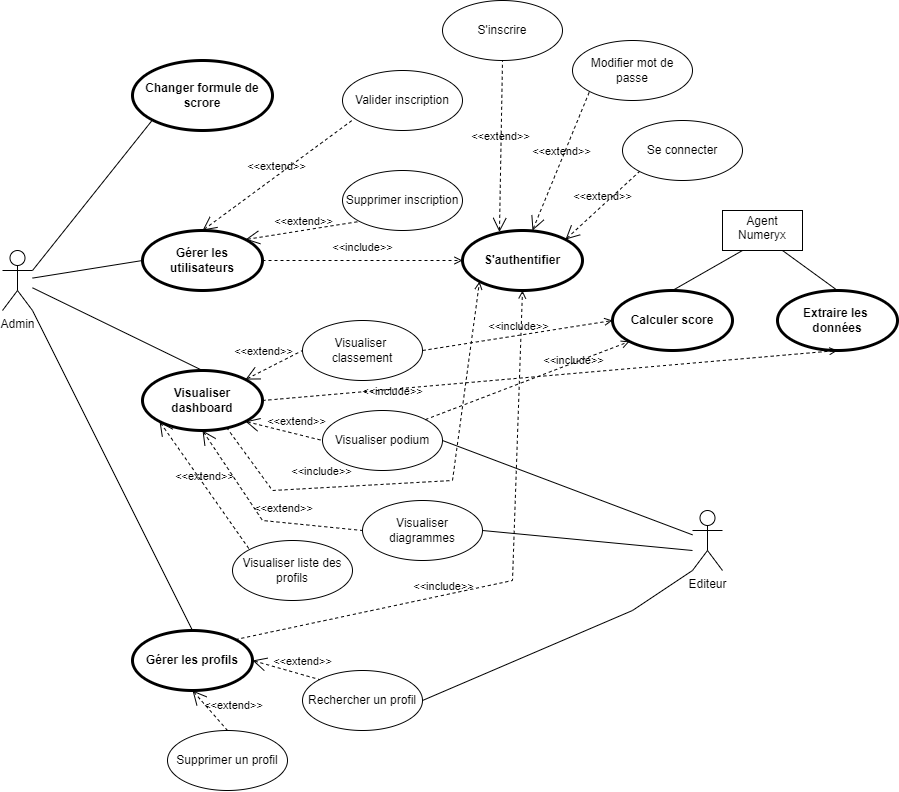 S'inscrire
Modifier mot de
passe
Changer formule de
scrore
Valider inscription
<<extend>>
<<extend>>
Se connecter
<<extend>>
<<extend>>
Supprimer inscription
<<extend>>
Agent
Numeryx
<<extend>>
<<include>>
Gérer les
utilisateurs
S'authentifier
Admin
Calculer score
Extraire les
données
<<include>>
Visualiser
classement
<<extend>>
<<include>>
<<include>>
Visualiser
dashboard
<<extend>>
Visualiser podium
<<include>>
<<extend>>
<<extend>>
Visualiser
diagrammes
Visualiser liste des
profils
Editeur
<<include>>
Gérer les profils
<<extend>>
Rechercher un profil
<<extend>>
Supprimer un profil